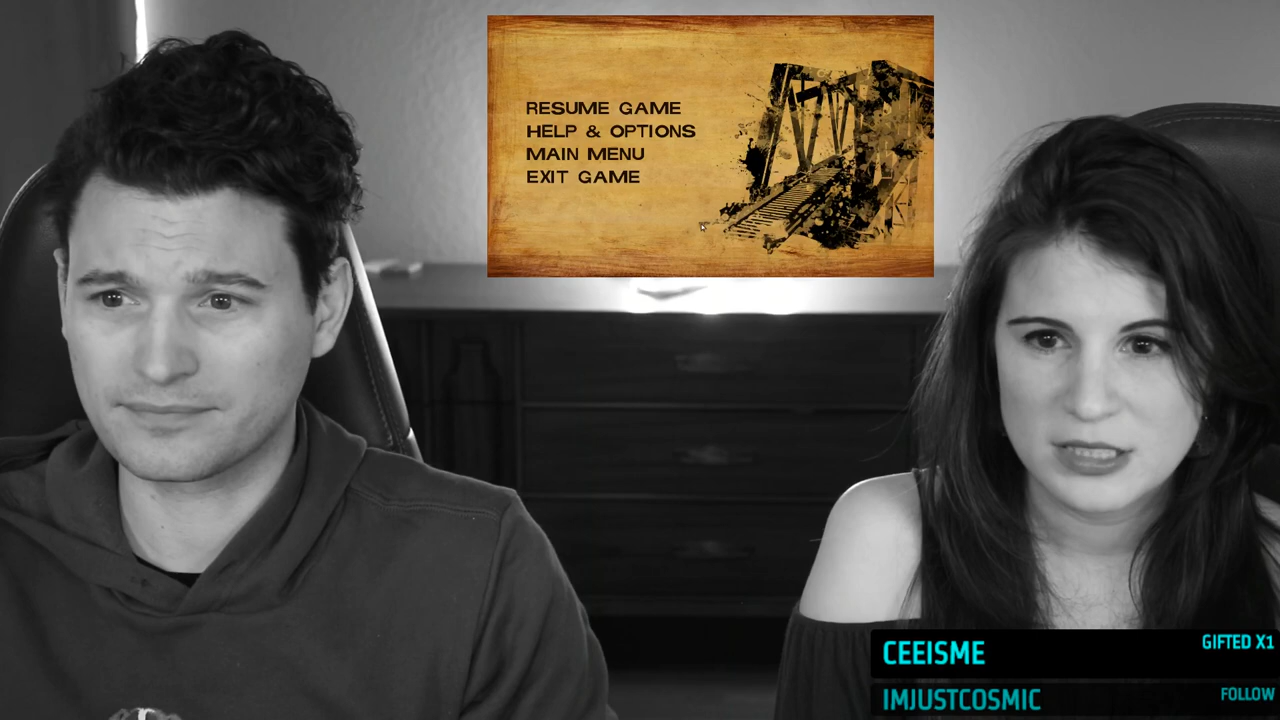 RESUME GAME
HELP & OPTIONS
MAIN MENU
EXIT GAME
CEEISME
GIFTED X1
IMJUSTCOSMIC
FOLLOW